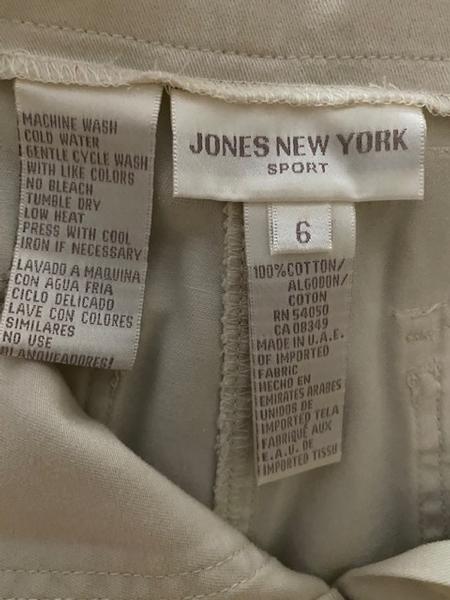 MACHINE WASH
COLD WATER
GENTLE CYCLE WASH
WITH LIKE COLORS
NO BLEACH
TUMBLE DRY
LOW HEAT
PRESS WITH COOL
IRON IF NECESSARY
LAVADO A MAQUINA
CON AGUA FRIA
CICLO DELICADO
LAVE CON COLORES
SIMILARES
NO USE
BLANQUEADORES!
JONES NEW YORK
SPORT
6
100%COTTON/
ALGODON/
COTON
RN 54050
CA 08349
MADE IN U.A.E.
OF IMPORTED
FABRIC
HECHO EN
EMIRATES ARABES
UNIDOS DE
IMPORTED TELA
FABRIQUÉ AUX
E.A.U. DE
IMPORTED TISSU